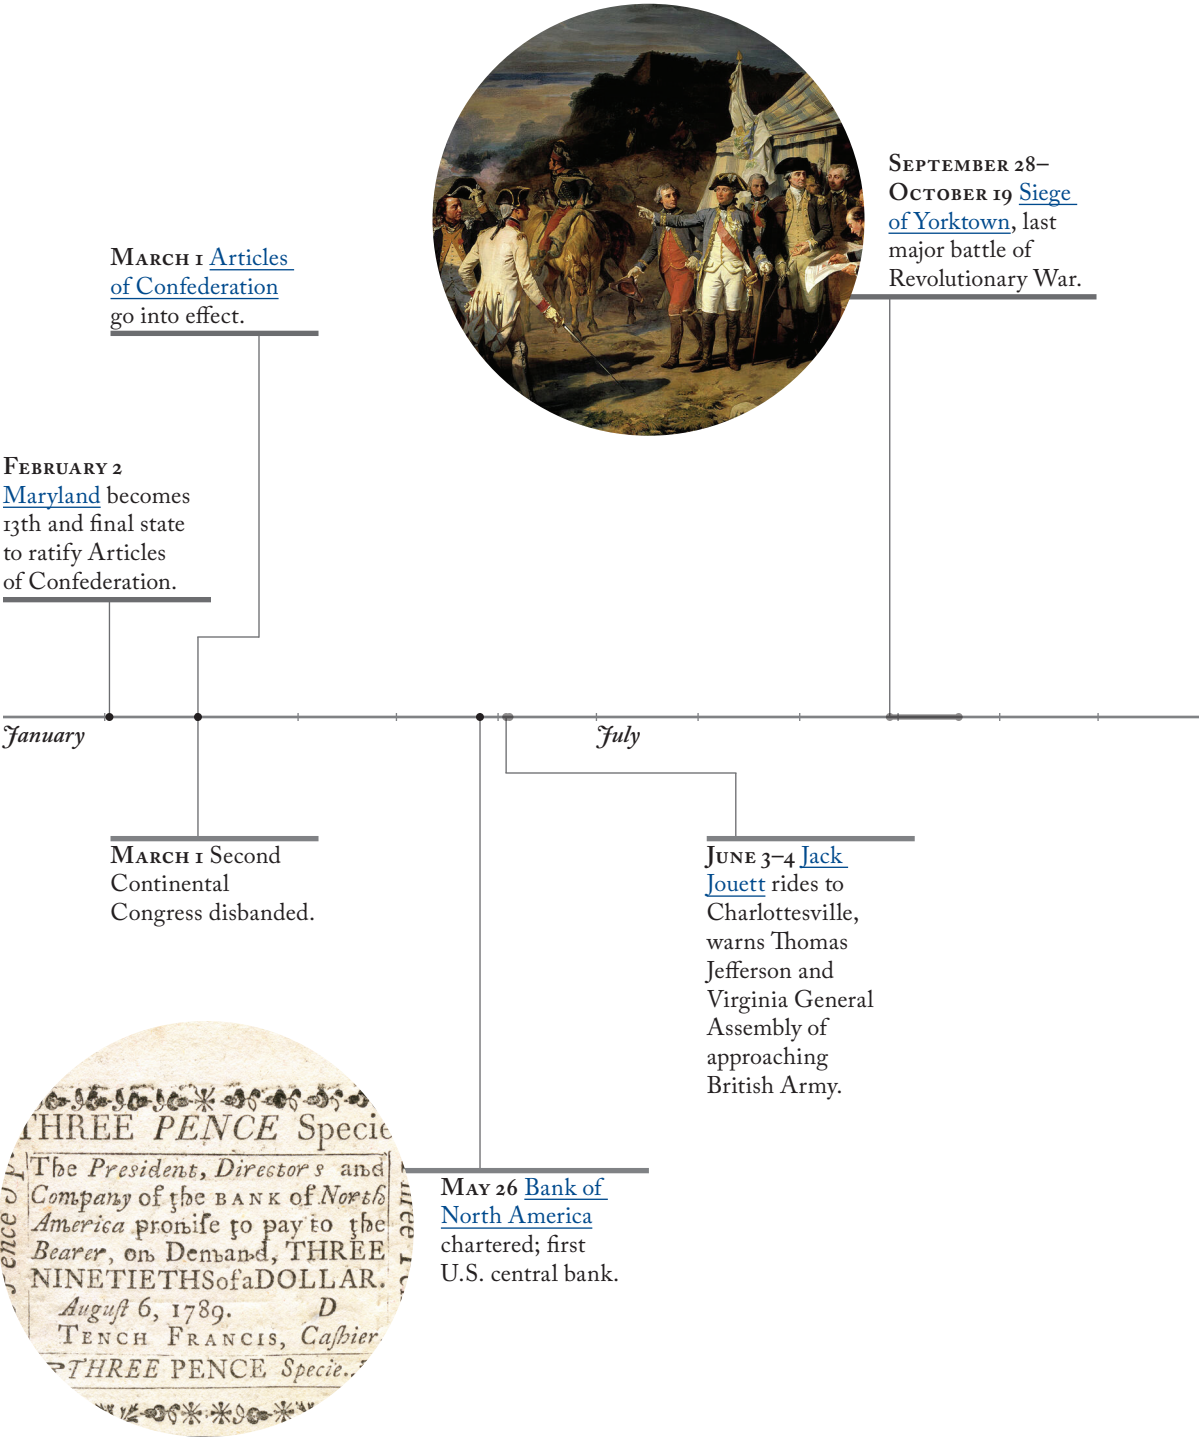 September 28–
October 19 Siege
of Yorktown, last
major battle of
Revolutionary War.
March 1 Articles
of Confederation
go into effect.
February 2
Maryland becomes
13th and final state
to ratify Articles
of Confederation.
January
July
March 1 Second
Continental
Congress disbanded.
June 3–4 Jack
Jouett rides to
Charlottesville,
warns Thomas
Jefferson and
Virginia General
Assembly of
approaching
British Army.
May 26 Bank of
North America
chartered; first
U.S. central bank.
THREE PENCE Specie
The President, Directors and
Company of the BANK of North
America promiſe to pay to the
Bearer, on Demand, THREE
NINETIETHS of a DOLLAR.
Auguſt 6, 1789. D
TENCH FRANCIS, Caſhier
THREE PENCE Specie.